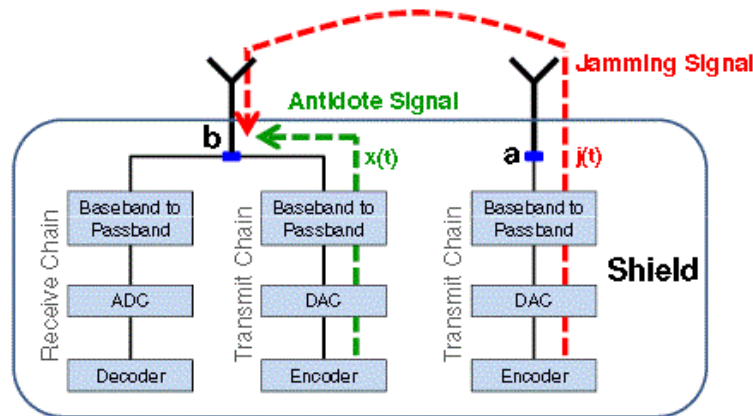 Jamming Signal
Antidote Signal
b
x(t)
a
j(t)
Receive Chain
Baseband to
Passband
ADC
Decoder
Transmit Chain
Baseband to
Passband
DAC
Encoder
Transmit Chain
Baseband to
Passband
DAC
Encoder
Shield